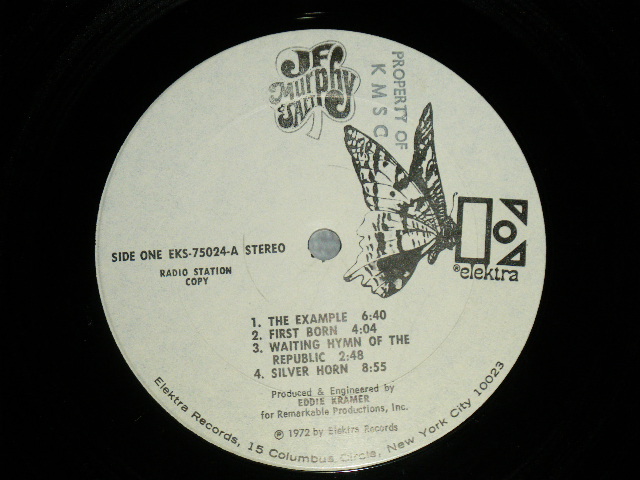 JF
Murphy
& SALT
PROPERTY OF
KMSC
SIDE ONE EKS-75024-A STEREO
RADIO STATION
COPY
℗elektra
1. THE EXAMPLE 6:40
2. FIRST BORN 4:04
3. WAITING HYMN OF THE
REPUBLIC 2:48
4. SILVER HORN 8:55
Produced & Engineered by
EDDIE KRAMER
for Remarkable Productions, Inc.
℗ 1972 by Elektra Records
Elektra Records, 15 Columbus Circle, New York City 10023